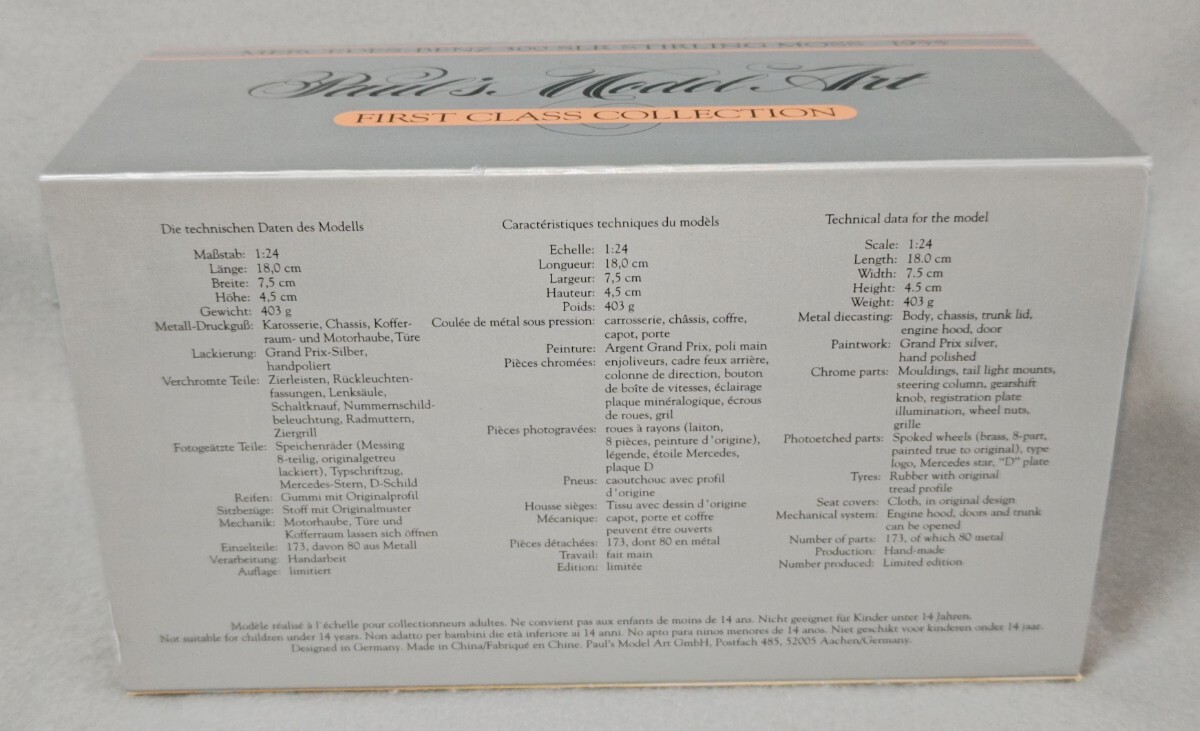 MERCEDES-BENZ 300 SLR STIRLING MOSS 1955
Paul's Model Art
FIRST CLASS COLLECTION
Die technischen Daten des Modells
Maßstab: 1:24
Länge: 18,0 cm
Breite: 7,5 cm
Höhe: 4,5 cm
Gewicht: 403 g
Metall-Druckguß: Karosserie, Chassis, Koffer-
raum- und Motorhaube, Türe
Lackierung: Grand Prix-Silber,
handpoliert
Verchromte Teile: Zierleisten, Rückleuchten-
fassungen, Lenksäule,
Schaltknauf, Nummernschild-
beleuchtung, Radmuttern,
Ziergrill
Fotogeätzte Teile: Speichenräder (Messing
8-teilig, originalgetreu
lackiert), Typschriftzug,
Mercedes-Stern, D-Schild
Reifen: Gummi mit Originalprofil
Sitzbezüge: Stoff mit Originalmuster
Mechanik: Motorhaube, Türe und
Kofferraum lassen sich öffnen
Einzelteile: 173, davon 80 aus Metall
Verarbeitung: Handarbeit
Auflage: limitiert
Caractéristiques techniques du modèls
Echelle: 1:24
Longueur: 18,0 cm
Largeur: 7,5 cm
Hauteur: 4,5 cm
Poids: 403 g
Coulée de métal sous pression: carrosserie, châssis, coffre,
capot, porte
Peinture: Argent Grand Prix, poli main
Pièces chromées: enjoliveurs, cadre feux arrière,
colonne de direction, bouton
de boîte de vitesses, éclairage
plaque minéralogique, écrous
de roues, gril
Pièces photogravées: roues à rayons (laiton,
8 pièces, peinture d'origine),
légende, étoile Mercedes,
plaque D
Pneus: caoutchouc avec profil
d'origine
Housse sièges: Tissu avec dessin d'origine
Mécanique: capot, porte et coffre
peuvent étre ouverts
Pièces détachées: 173, dont 80 en métal
Travail: fait main
Edition: limitée
Technical data for the model
Scale: 1:24
Length: 18.0 cm
Width: 7.5 cm
Height: 4.5 cm
Weight: 403 g
Metal diecasting: Body, chassis, trunk lid,
engine hood, door
Paintwork: Grand Prix silver,
hand polished
Chrome parts: Mouldings, tail light mounts,
steering column, gearshift
knob, registration plate
illumination, wheel nuts,
grille
Photoetched parts: Spoked wheels (brass, 8-part,
painted true to original), type
logo, Mercedes star, "D" plate
Tyres: Rubber with original
tread profile
Seat covers: Cloth, in original design
Mechanical system: Engine hood, doors and trunk
can be opened
Number of parts: 173, of which 80 metal
Production: Hand-made
Number produced: Limited edition
Modèle réalisé à l'échelle pour collectionneurs adultes. Ne convient pas aux enfants de moins de 14 ans. Nicht geeignet für Kinder unter 14 Jahren.
Not suitable for children under 14 years. Non adatto per bambini die età inferiore ai 14 anni. No apto para ninos menores de 14 anos. Niet geschikt voor kinderen onder 14 jaar.
Designed in Germany. Made in China/Fabriqué en Chine. Paul's Model Art GmbH, Postfach 485, 52005 Aachen/Germany.